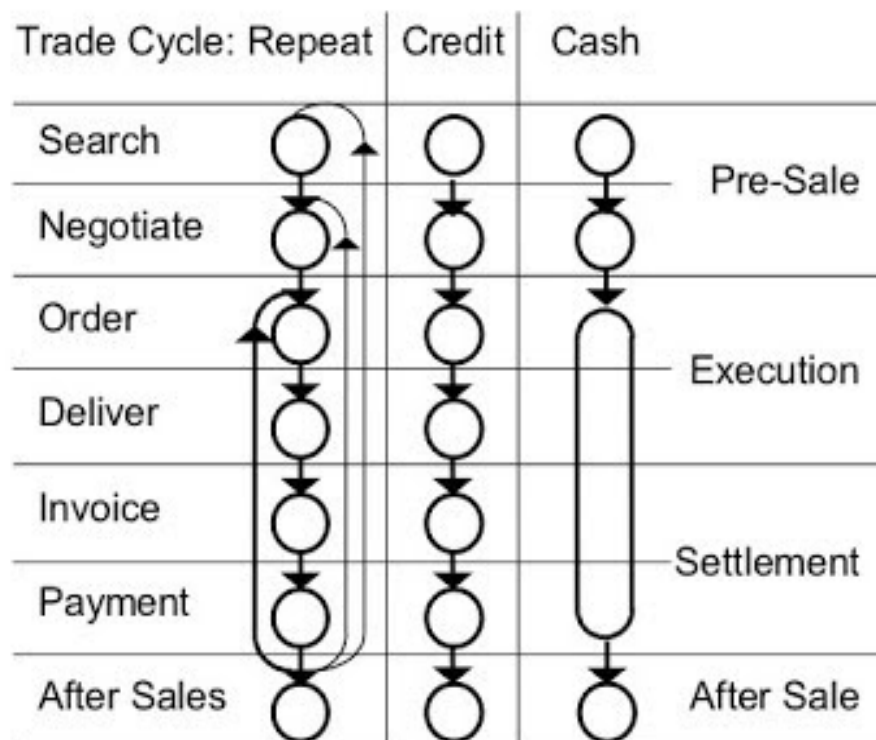 Trade Cycle: Repeat Credit Cash
Search
Pre-Sale
Negotiate
Order
Execution
Deliver
Invoice
Settlement
Payment
After Sales After Sale